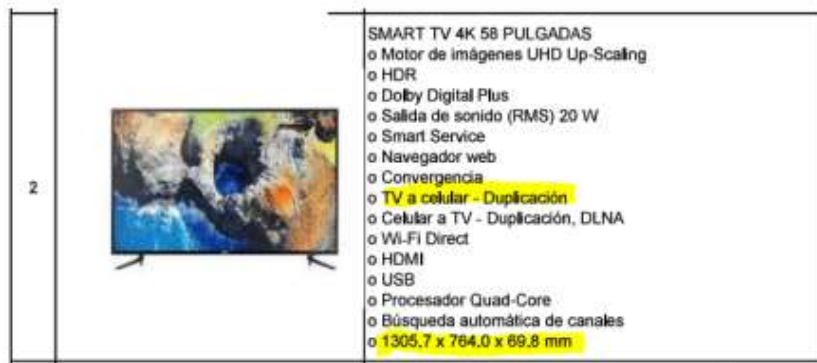 2
SMART TV 4K 58 PULGADAS
o Motor de imágenes UHD Up-Scaling
o HDR
o Dolby Digital Plus
o Salida de sonido (RMS) 20 W
o Smart Service
o Navegador web
o Convergencia
o TV a celular - Duplicación
o Celular a TV - Duplicación, DLNA
o Wi-Fi Direct
o HDMI
o USB
o Procesador Quad-Core
o Búsqueda automática de canales
o 1305,7 x 764,0 x 69,8 mm